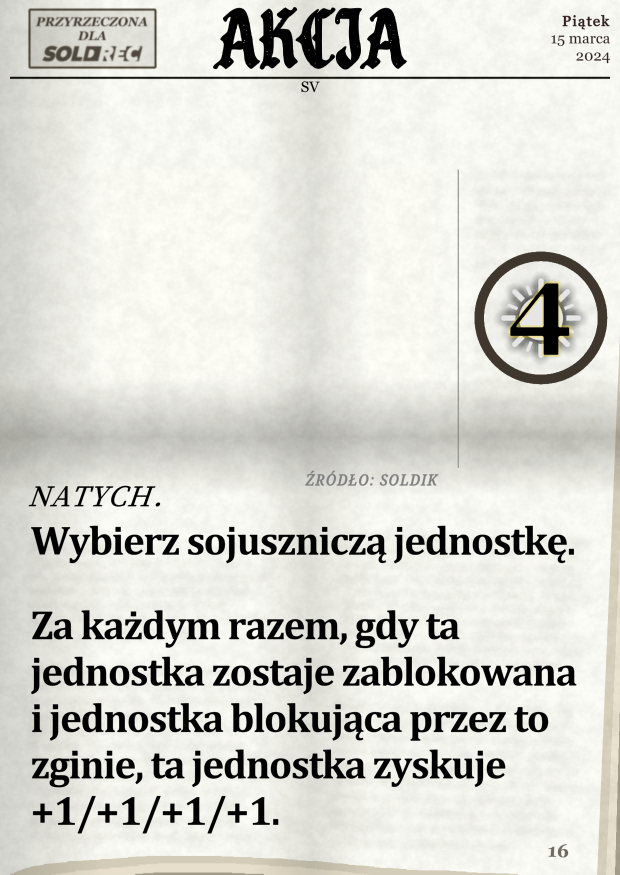 PRZYRZECZONA
DLA
SOLDREC
AKCJA
Piątek
15 marca
2024
SV
4
ŹRÓDŁO: SOLDIK
NATYCH.
Wybierz sojuszniczą jednostkę.
Za każdym razem, gdy ta
jednostka zostaje zablokowana
i jednostka blokująca przez to
zginie, ta jednostka zyskuje
+1/+1/+1/+1.
16